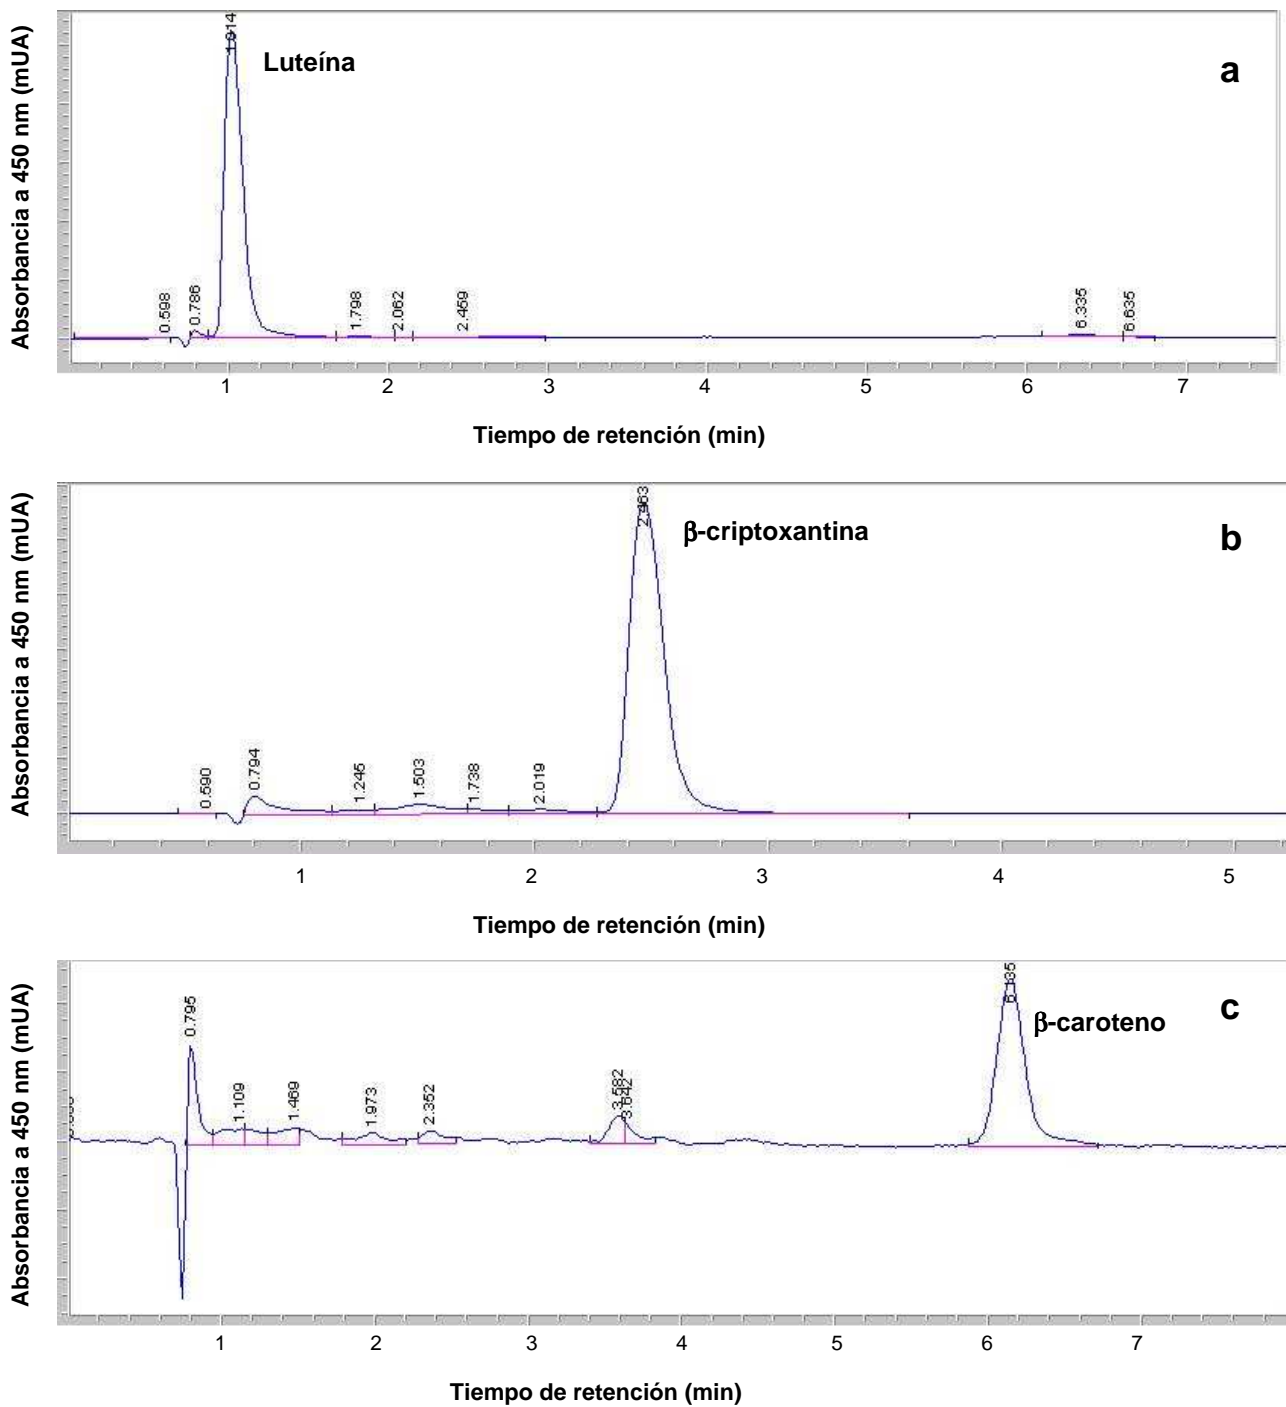 Absorbancia a 450 nm (mUA)
Luteína
a
1.014
0.598
0.786
1.798
2.062
2.459
6.335
6.635
1 2 3 4 5 6 7
Tiempo de retención (min)
Absorbancia a 450 nm (mUA)
β-criptoxantina
b
2.463
0.590
0.794
1.245
1.503
1.738
2.019
1 2 3 4 5
Tiempo de retención (min)
Absorbancia a 450 nm (mUA)
β-caroteno
c
0.795
1.109
1.469
1.973
2.352
3.582
3.642
6.135
1 2 3 4 5 6 7
Tiempo de retención (min)